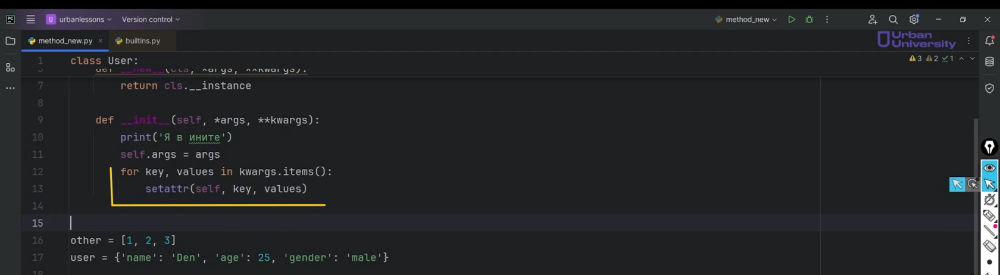 PC U urbanlessons Version control method_new
method_new.py builtins.py Urban University
1 class User: 3 2 1
def __new__(cls, *args, **kwargs):
7 return cls.__instance
8
9 def __init__(self, *args, **kwargs):
10 print('Я в ините')
11 self.args = args
12 for key, values in kwargs.items():
13 setattr(self, key, values)
14
15
16 other = [1, 2, 3]
17 user = {'name': 'Den', 'age': 25, 'gender': 'male'}
18